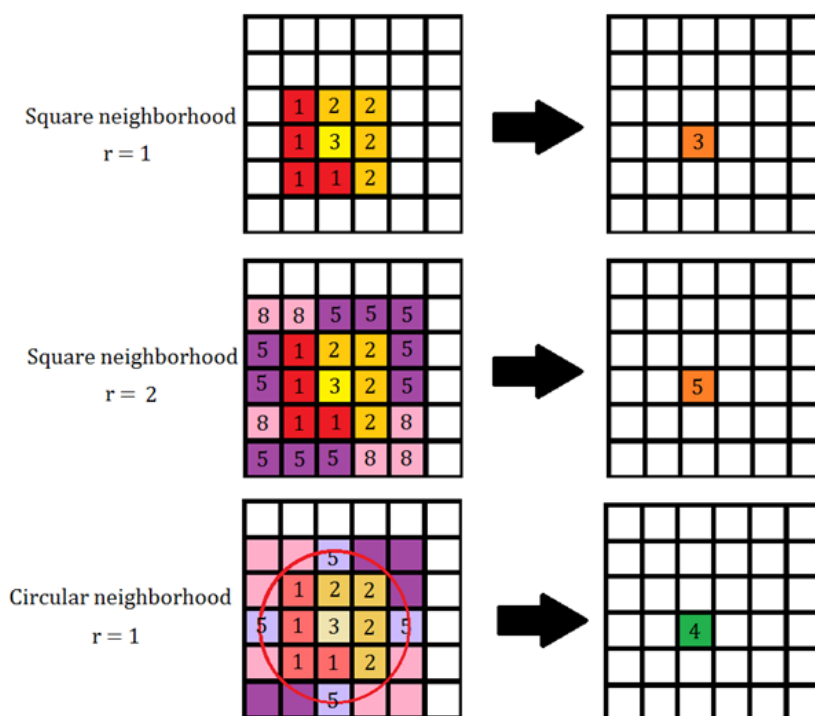 1 2 2
Square neighborhood
1 3 2 3
r = 1
1 1 2
8 8 5 5 5
5 1 2 2 5
Square neighborhood
5 1 3 2 5 5
r = 2
8 1 1 2 8
5 5 5 8 8
5
1 2 2
Circular neighborhood
5 1 3 2 5 4
r = 1
1 1 2
5